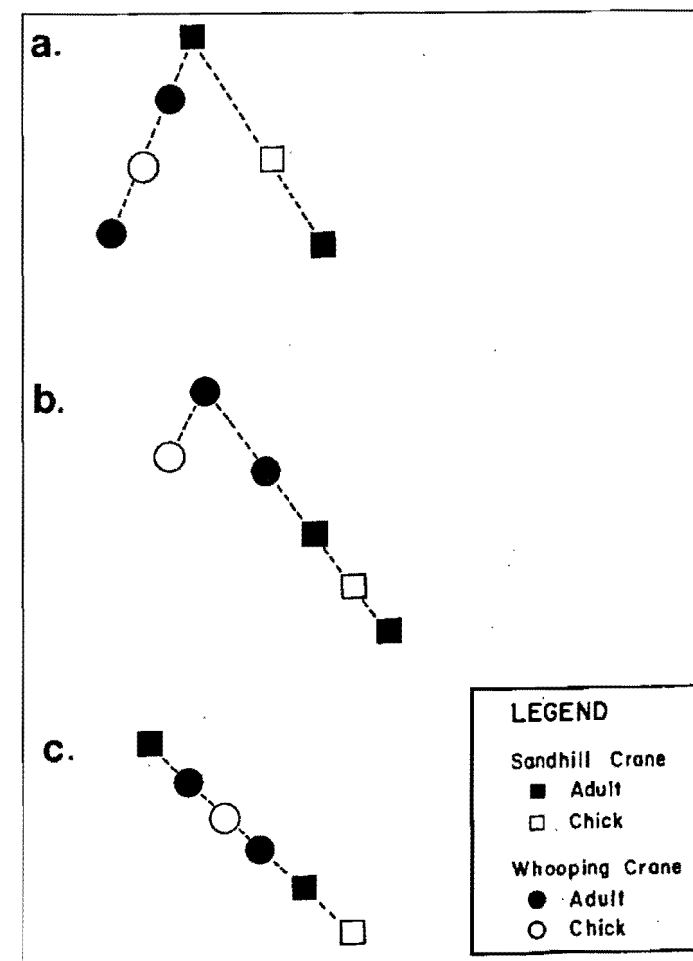 a.
b.
c.
LEGEND
Sandhill Crane
Adult
Chick
Whooping Crane
Adult
Chick